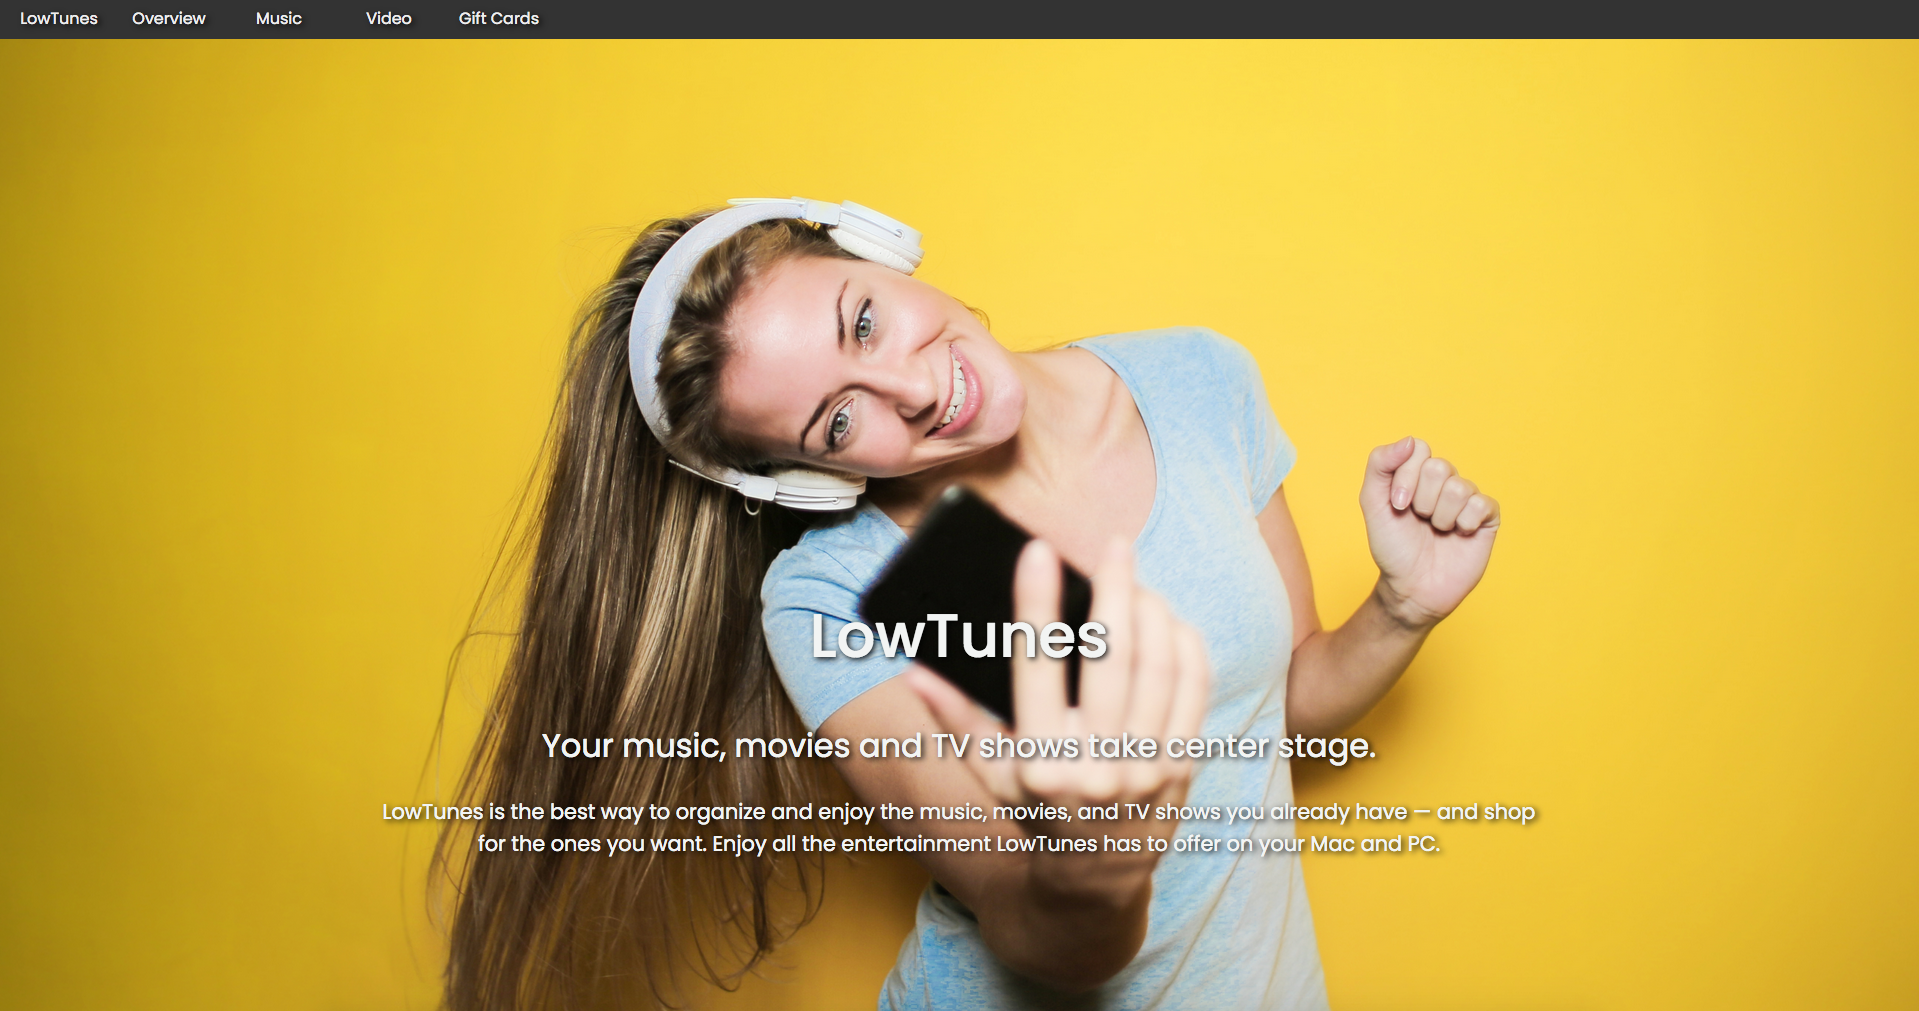 LowTunes Overview Music Video Gift Cards
LowTunes
Your music, movies and TV shows take center stage.
LowTunes is the best way to organize and enjoy the music, movies, and TV shows you already have — and shop
for the ones you want. Enjoy all the entertainment LowTunes has to offer on your Mac and PC.